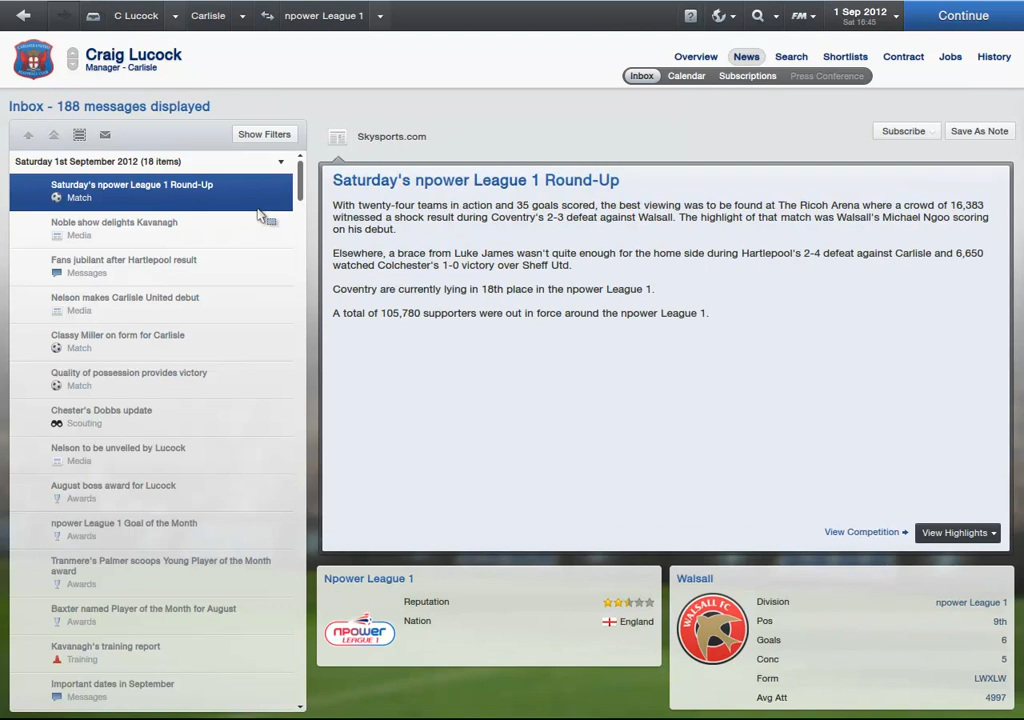 C Lucock
Carlisle
npower League 1
?
FM
1 Sep 2012
Sat 16:45
Continue
Craig Lucock
Manager - Carlisle
Overview
News
Search
Shortlists
Contract
Jobs
History
Inbox
Calendar
Subscriptions
Press Conference
Inbox - 188 messages displayed
Show Filters
Skysports.com
Subscribe
Save As Note
Saturday 1st September 2012 (18 items)
Saturday's npower League 1 Round-Up
Match
Noble show delights Kavanagh
Media
Fans jubilant after Hartlepool result
Messages
Nelson makes Carlisle United debut
Media
Classy Miller on form for Carlisle
Match
Quality of possession provides victory
Match
Chester's Dobbs update
Scouting
Nelson to be unveiled by Lucock
Media
August boss award for Lucock
Awards
npower League 1 Goal of the Month
Awards
Tranmere's Palmer scoops Young Player of the Month
award
Awards
Baxter named Player of the Month for August
Awards
Kavanagh's training report
Training
Important dates in September
Messages
Saturday's npower League 1 Round-Up
With twenty-four teams in action and 35 goals scored, the best viewing was to be found at The Ricoh Arena where a crowd of 16,383
witnessed a shock result during Coventry's 2-3 defeat against Walsall. The highlight of that match was Walsall's Michael Ngoo scoring
on his debut.
Elsewhere, a brace from Luke James wasn't quite enough for the home side during Hartlepool's 2-4 defeat against Carlisle and 6,650
watched Colchester's 1-0 victory over Sheff Utd.
Coventry are currently lying in 18th place in the npower League 1.
A total of 105,780 supporters were out in force around the npower League 1.
View Competition
View Highlights
Npower League 1
Reputation
Nation
England
npower
LEAGUE 1
Walsall
WALSALL FC
Division
npower League 1
Pos
9th
Goals
6
Conc
5
Form
LWXLW
Avg Att
4997